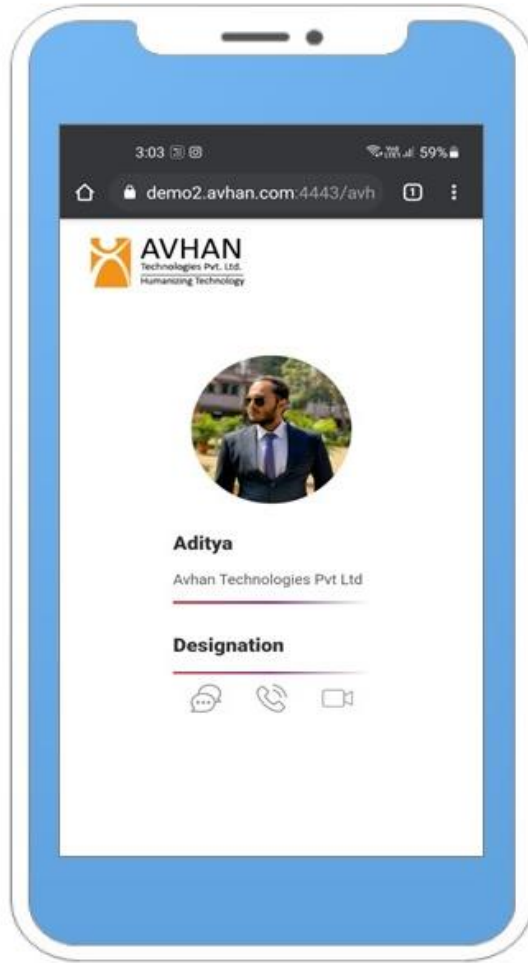 3:03
59%
demo2.avhan.com:4443/avh
1
AVHAN
Technologies Pvt. Ltd.
Humanizing Technology
Aditya
Avhan Technologies Pvt Ltd
Designation